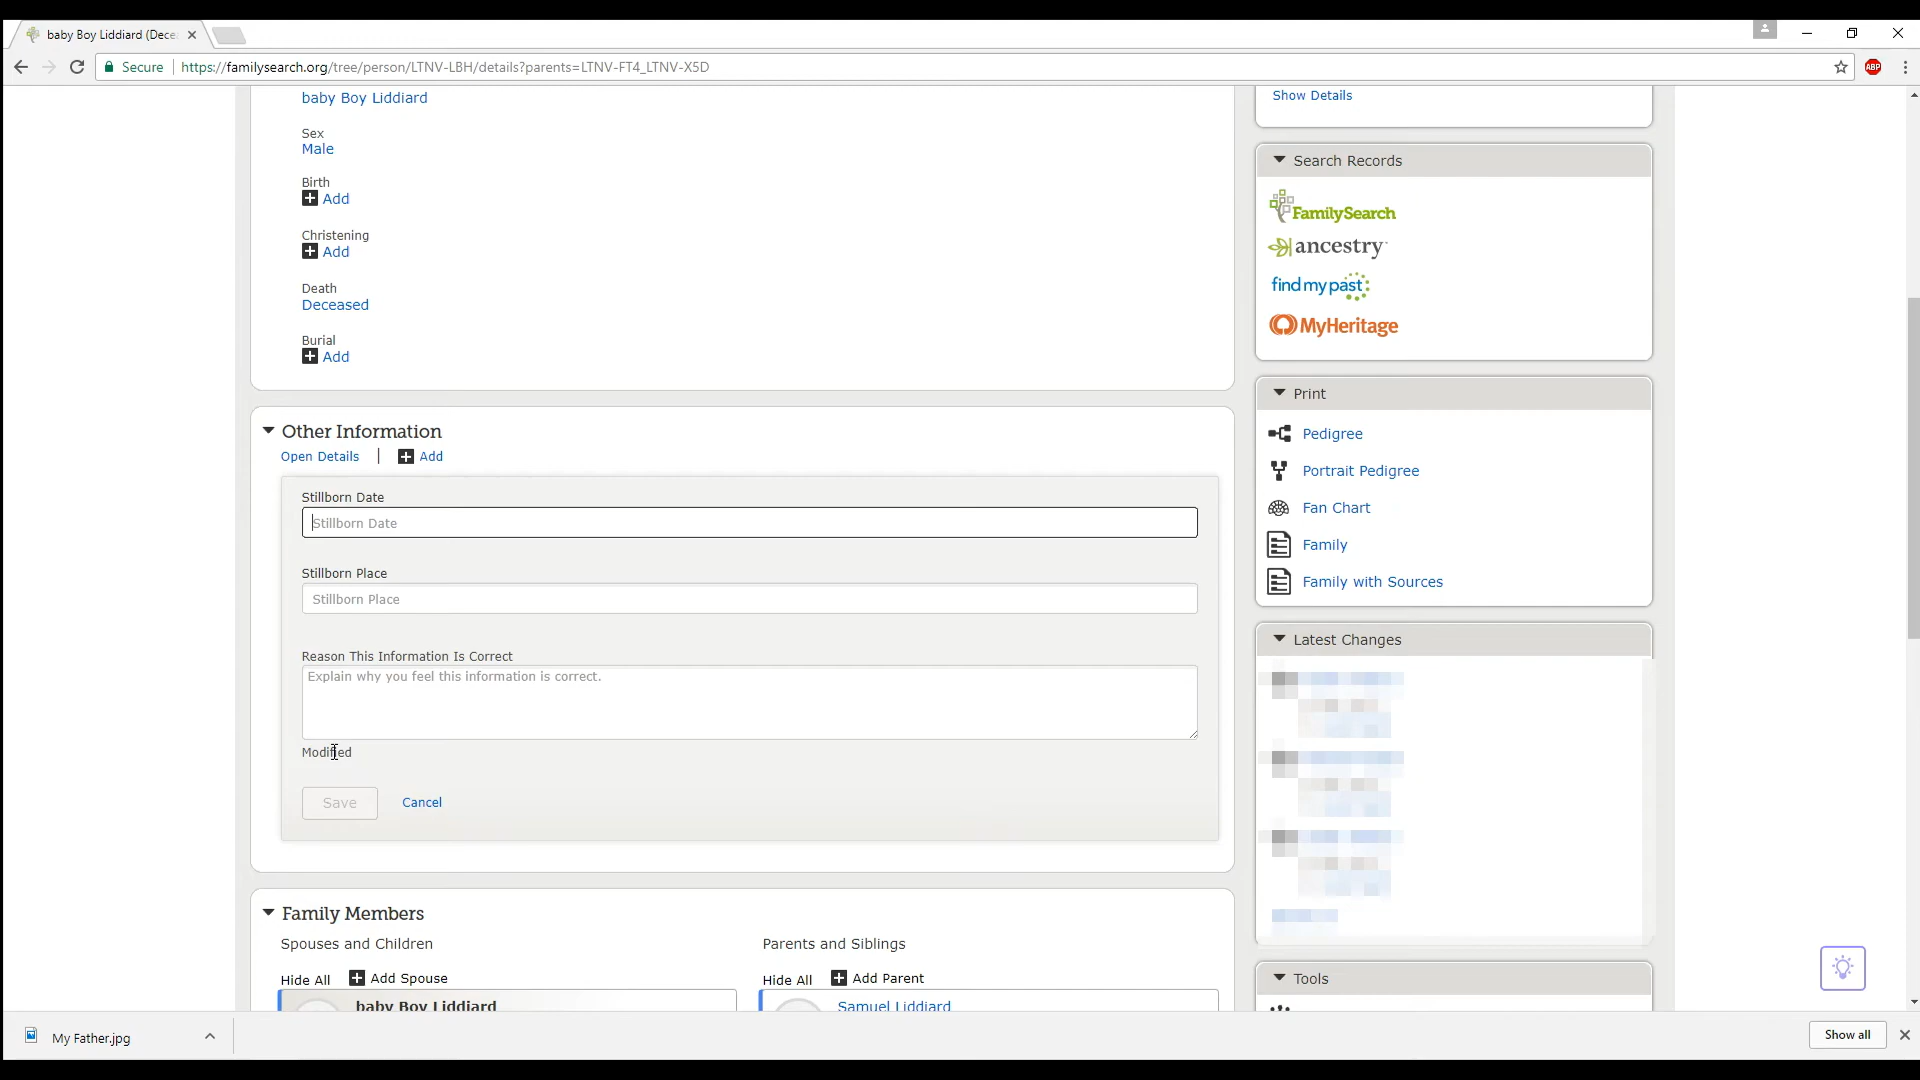 baby Boy Liddiard (Dece
Secure
https://familysearch.org/tree/person/LTNV-LBH/details?parents=LTNV-FT4_LTNV-X5D
ABP
baby Boy Liddiard
Sex
Male
Birth
Add
Christening
Add
Death
Deceased
Burial
Add
Other Information
Open Details | Add
Stillborn Date
Stillborn Date
Stillborn Place
Stillborn Place
Reason This Information Is Correct
Explain why you feel this information is correct.
Modified
Save Cancel
Family Members
Spouses and Children
Hide All Add Spouse
baby Boy Liddiard
Parents and Siblings
Hide All Add Parent
Samuel Liddiard
Show Details
Search Records
FamilySearch
ancestry
findmypast
MyHeritage
Print
Pedigree
Portrait Pedigree
Fan Chart
Family
Family with Sources
Latest Changes
Tools
My Father.jpg
Show all